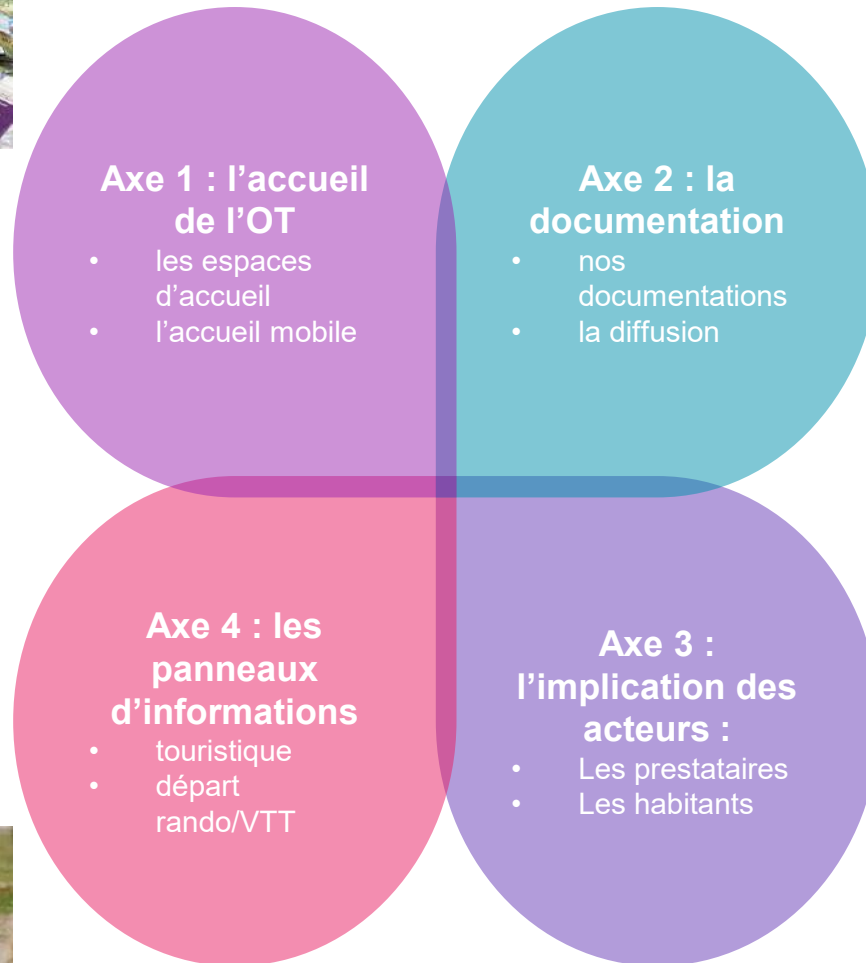 Axe 1 : l’accueil
de l’OT
• les espaces
d’accueil
• l’accueil mobile
Axe 2 : la
documentation
• nos
documentations
• la diffusion
Axe 4 : les
panneaux
d’informations
• touristique
• départ
rando/VTT
Axe 3 :
l’implication des
acteurs :
• Les prestataires
• Les habitants